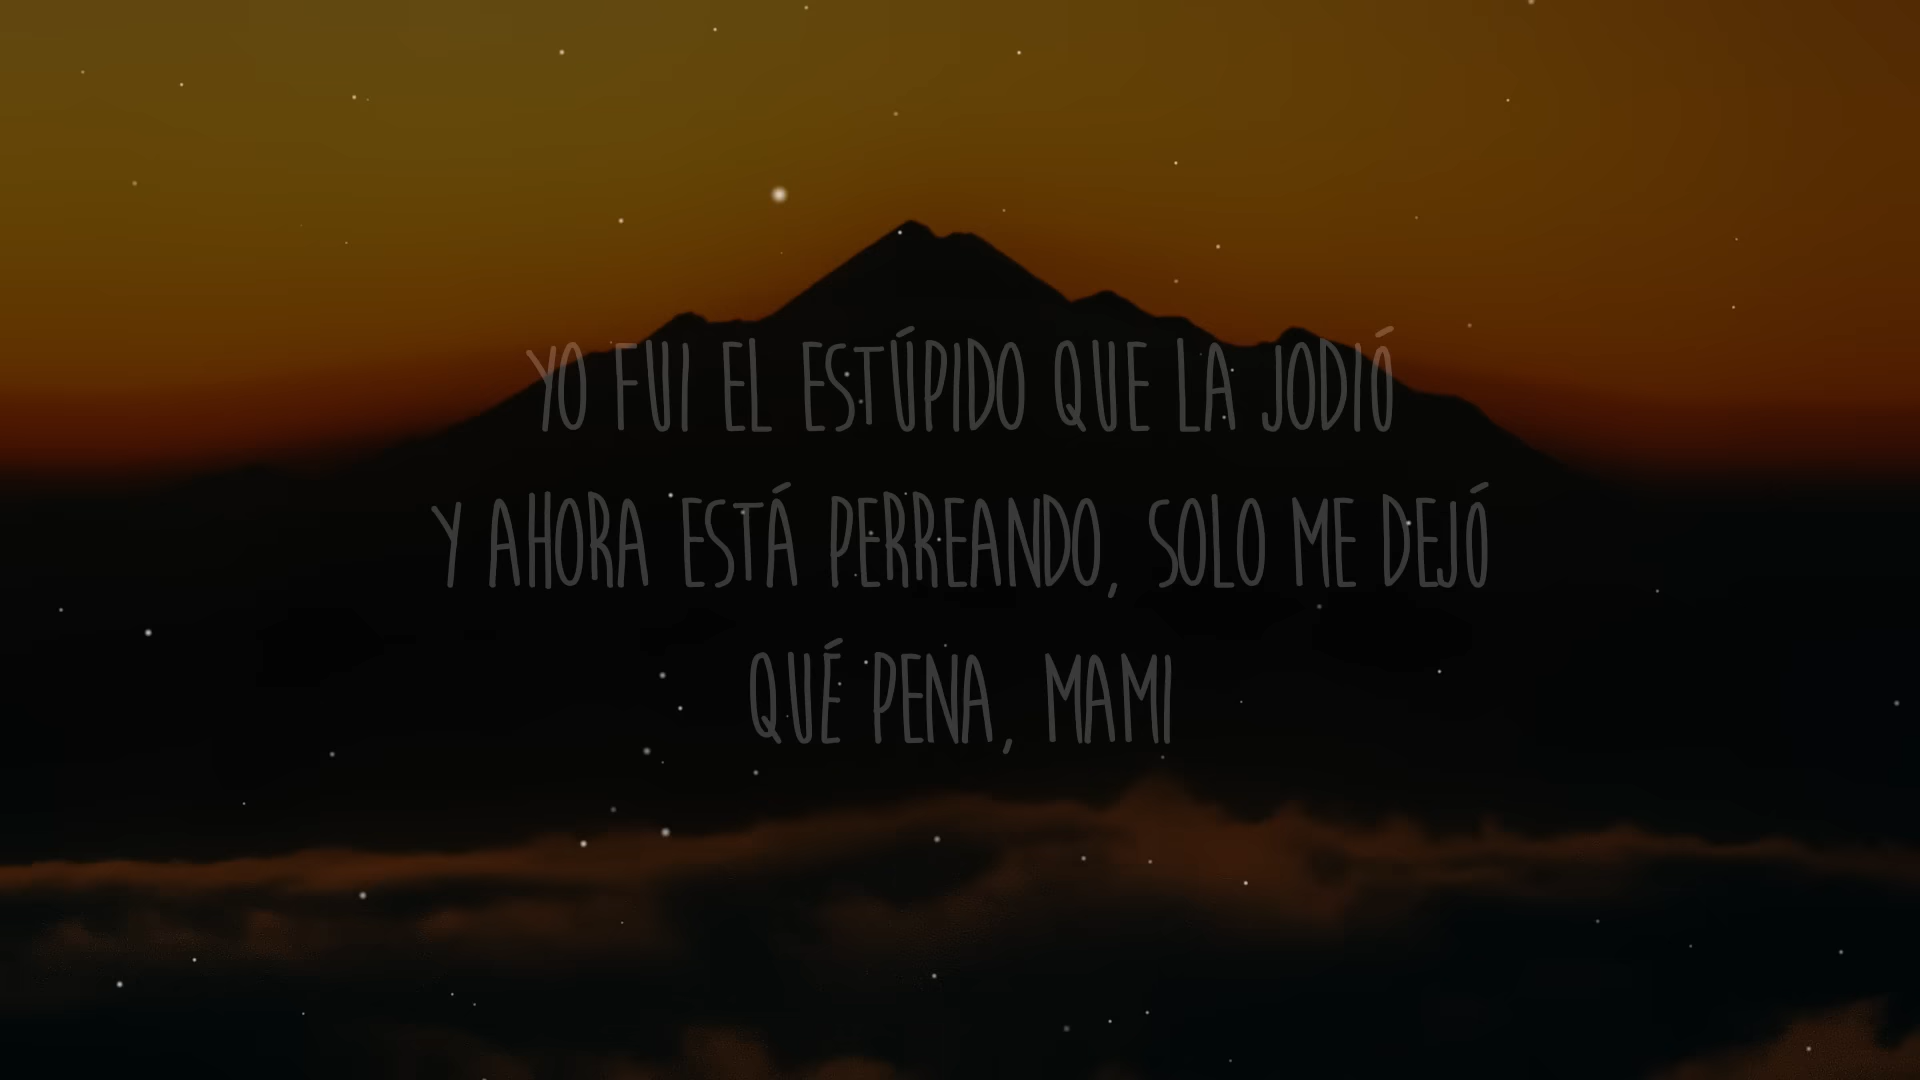 YO FUI EL ESTÚPIDO QUE LA JODIÓ
Y AHORA ESTÁ PERREANDO, SOLO ME DEJÓ
QUÉ PENA, MAMI